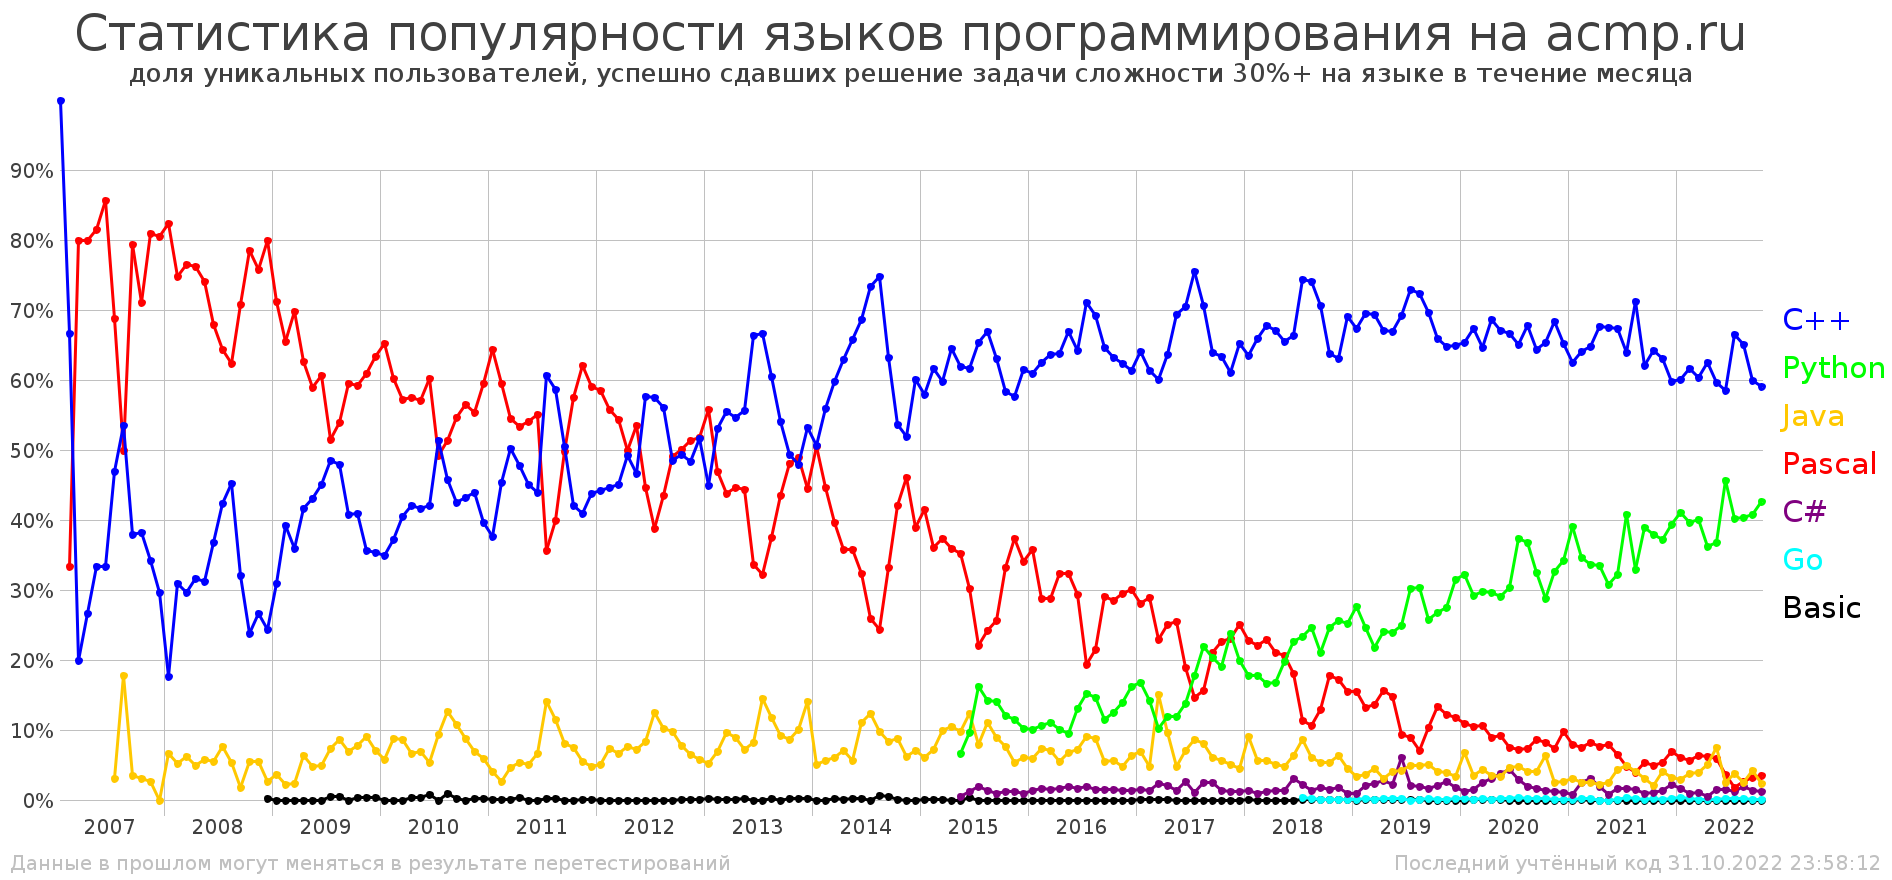 Статистика популярности языков программирования на acmp.ru
доля уникальных пользователей, успешно сдавших решение задачи сложности 30%+ на языке в течение месяца
90%
80%
70%
60%
50%
40%
30%
20%
10%
0%
C++
Python
Java
Pascal
C#
Go
Basic
2007 2008 2009 2010 2011 2012 2013 2014 2015 2016 2017 2018 2019 2020 2021 2022
Данные в прошлом могут меняться в результате перетестирований
Последний учтённый код 31.10.2022 23:58:12